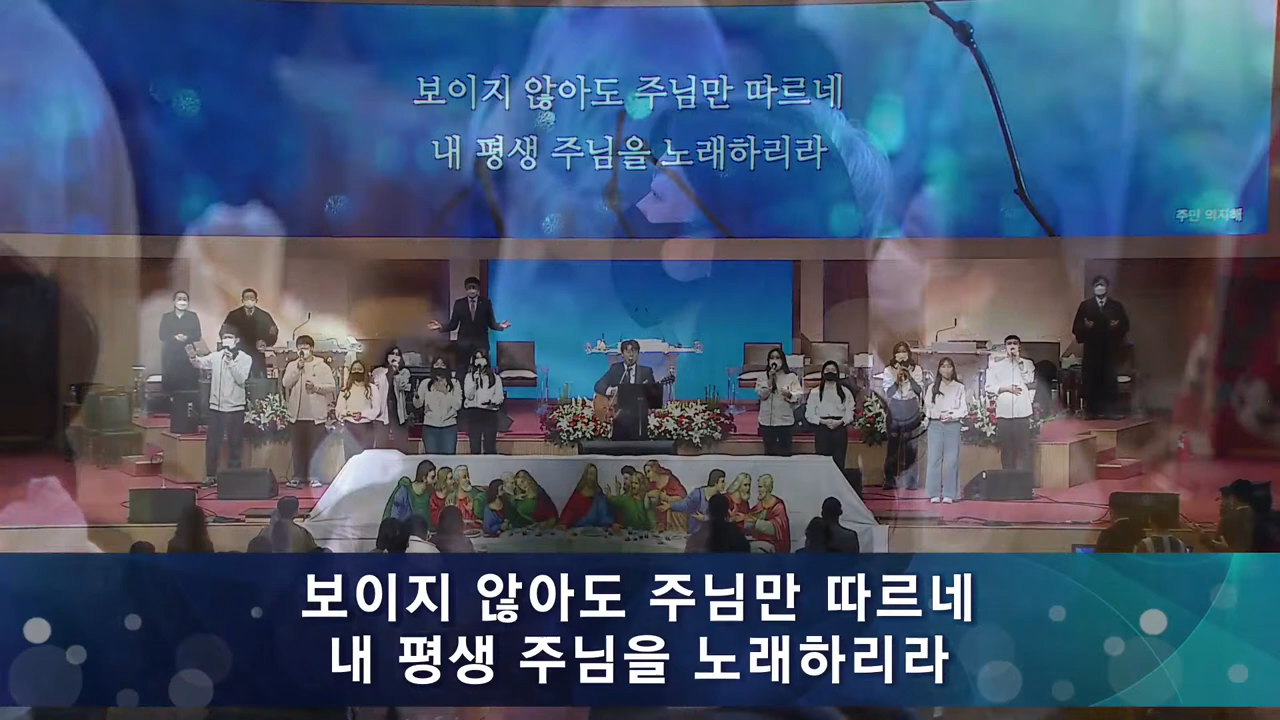 보이지 않아도 주님만 따르네
내 평생 주님을 노래하리라
주만 의지해
보이지 않아도 주님만 따르네
내 평생 주님을 노래하리라